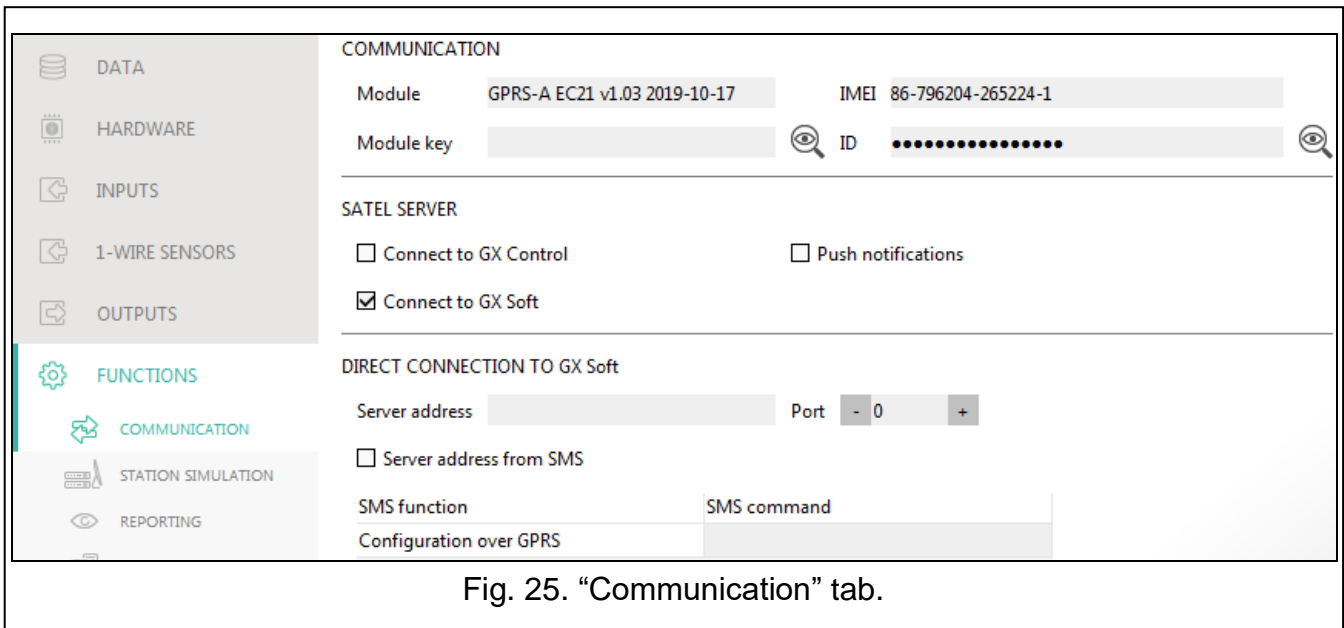 DATA
HARDWARE
INPUTS
1-WIRE SENSORS
OUTPUTS
FUNCTIONS
COMMUNICATION
STATION SIMULATION
REPORTING
COMMUNICATION
Module GPRS-A EC21 v1.03 2019-10-17 IMEI 86-796204-265224-1
Module key ID ●●●●●●●●●●●●●●●●
SATEL SERVER
Connect to GX Control Push notifications
Connect to GX Soft
DIRECT CONNECTION TO GX Soft
Server address Port - 0 +
Server address from SMS
SMS function SMS command
Configuration over GPRS
Fig. 25. “Communication” tab.